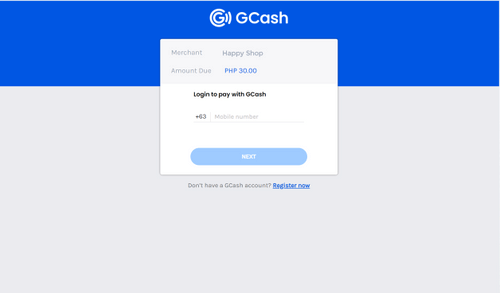 GCash
Merchant Happy Shop
Amount Due PHP 30.00
Login to pay with GCash
+63 Mobile number
NEXT
Don't have a GCash account? Register now